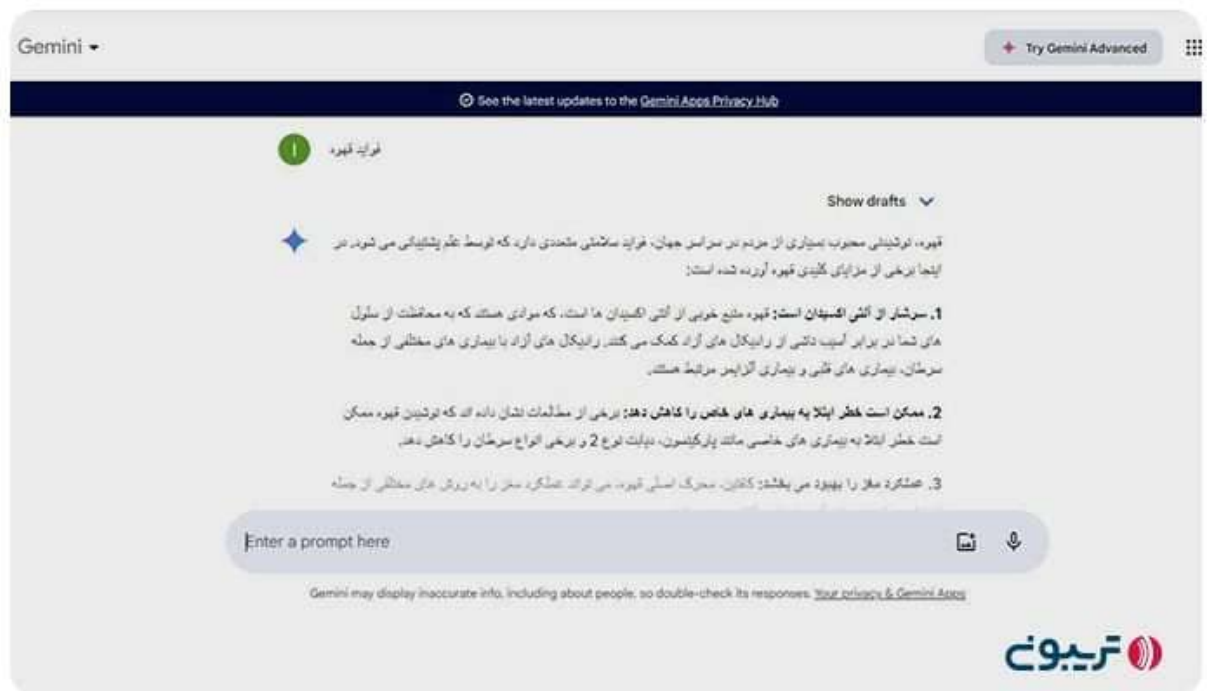 Gemini
Try Gemini Advanced
See the latest updates to the Gemini Apps Privacy Hub
فواید قهوه
Show drafts
قهوه، نوشیدنی محبوب بسیاری از مردم در سراسر جهان، فواید سلامتی متعددی دارد که توسط علم پشتیبانی می شود. در
اینجا برخی از مزایای کلیدی قهوه آورده شده است:
1. سرشار از آنتی اکسیدان است: قهوه منبع خوبی از آنتی اکسیدان ها است، که موادی هستند که به محافظت از سلول
های شما در برابر آسیب ناشی از رادیکال های آزاد کمک می کنند. رادیکال های آزاد با بیماری های مختلفی از جمله
سرطان، بیماری های قلبی و بیماری آلزایمر مرتبط هستند.
2. ممکن است خطر ابتلا به بیماری های خاص را کاهش دهد: برخی از مطالعات نشان داده اند که نوشیدن قهوه ممکن
است خطر ابتلا به بیماری های خاصی مانند پارکینسون، دیابت نوع 2 و برخی انواع سرطان را کاهش دهد.
3. عملکرد مغز را بهبود می بخشد: کافئین، محرک اصلی قهوه، می تواند عملکرد مغز را به روش های مختلفی از جمله
Enter a prompt here
Gemini may display inaccurate info, including about people, so double-check its responses. Your privacy & Gemini Apps
تریبون